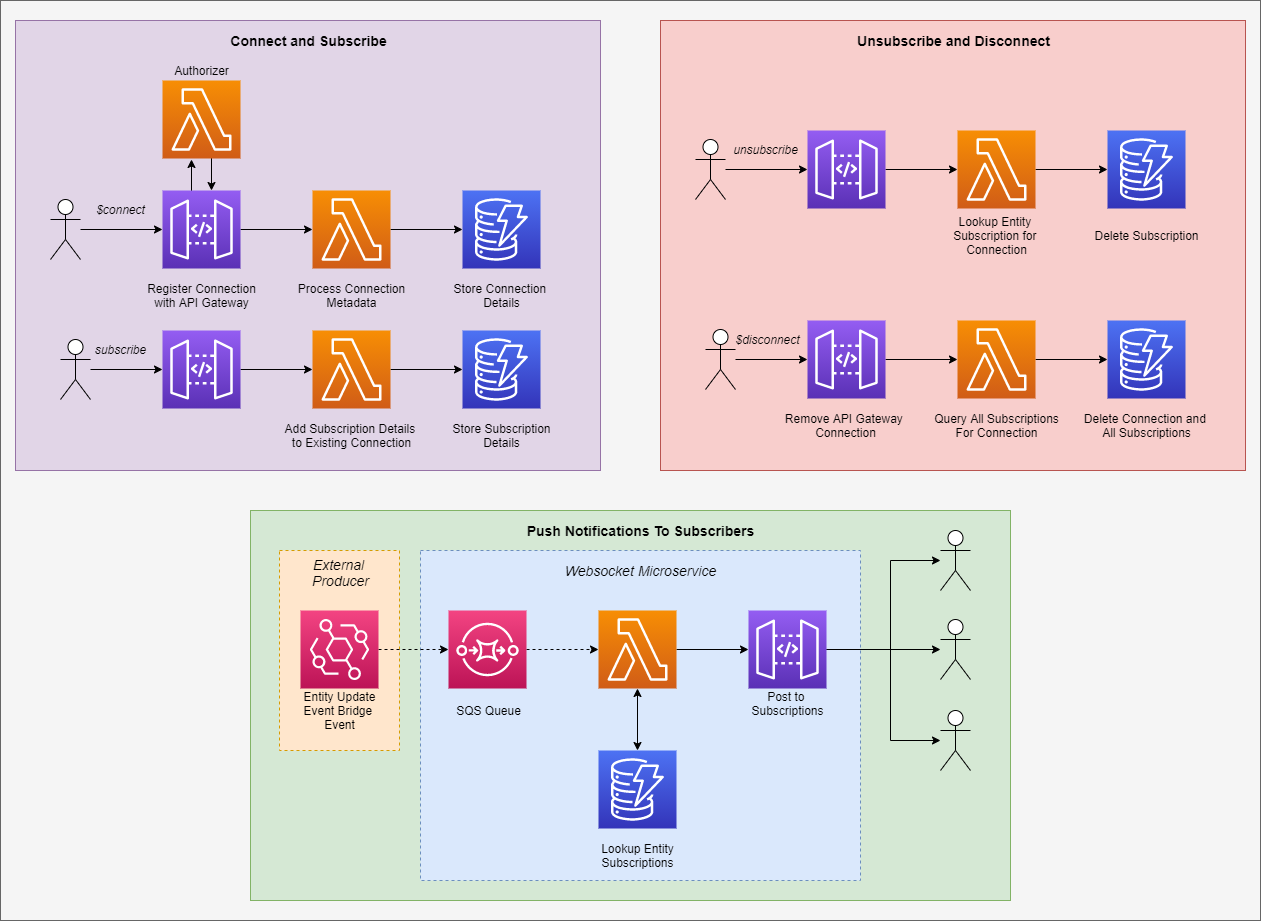 Connect and Subscribe
Authorizer
$connect
Register Connection
with API Gateway
Process Connection
Metadata
Store Connection
Details
subscribe
Add Subscription Details
to Existing Connection
Store Subscription
Details
Unsubscribe and Disconnect
unsubscribe
Lookup Entity
Subscription for
Connection
Delete Subscription
$disconnect
Remove API Gateway
Connection
Query All Subscriptions
For Connection
Delete Connection and
All Subscriptions
Push Notifications To Subscribers
External
Producer
Entity Update
Event Bridge
Event
Websocket Microservice
SQS Queue
Post to
Subscriptions
Lookup Entity
Subscriptions